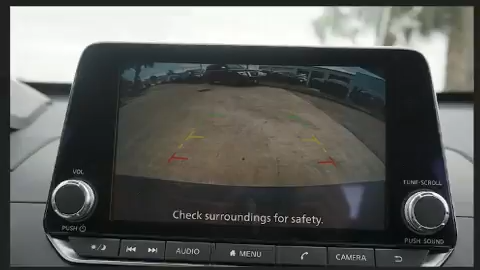 Check surroundings for safety.
VOL
PUSH
TUNE·SCROLL
PUSH SOUND
AUDIO
MENU
CAMERA